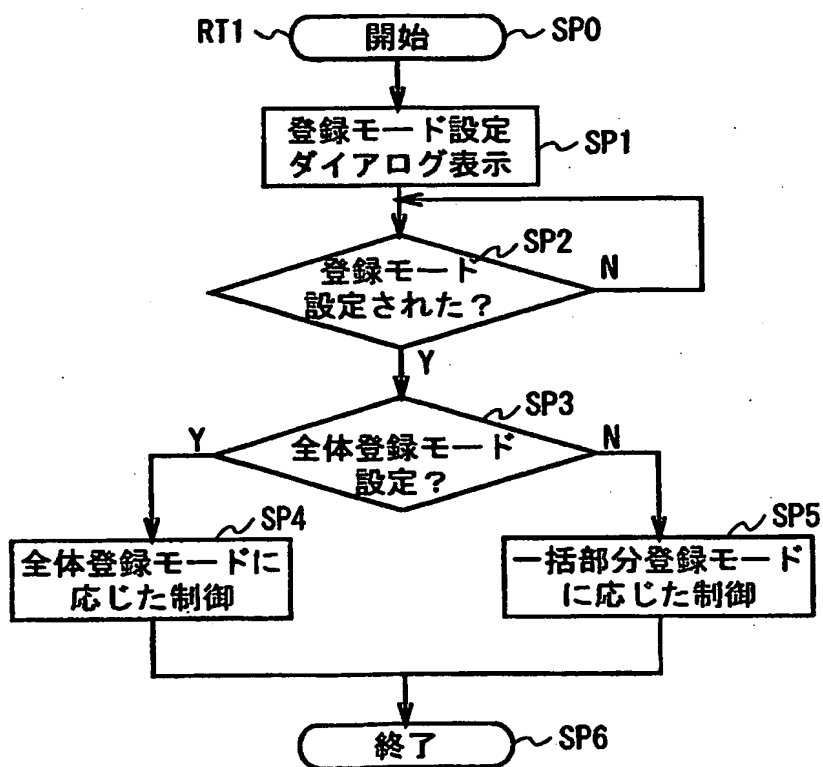 RT1
開始
SP0
登録モード設定
ダイアログ表示
SP1
SP2
登録モード
設定された?
N
Y
SP3
全体登録モード
設定?
Y
N
SP4
全体登録モードに
応じた制御
SP5
一括部分登録モード
に応じた制御
終了
SP6